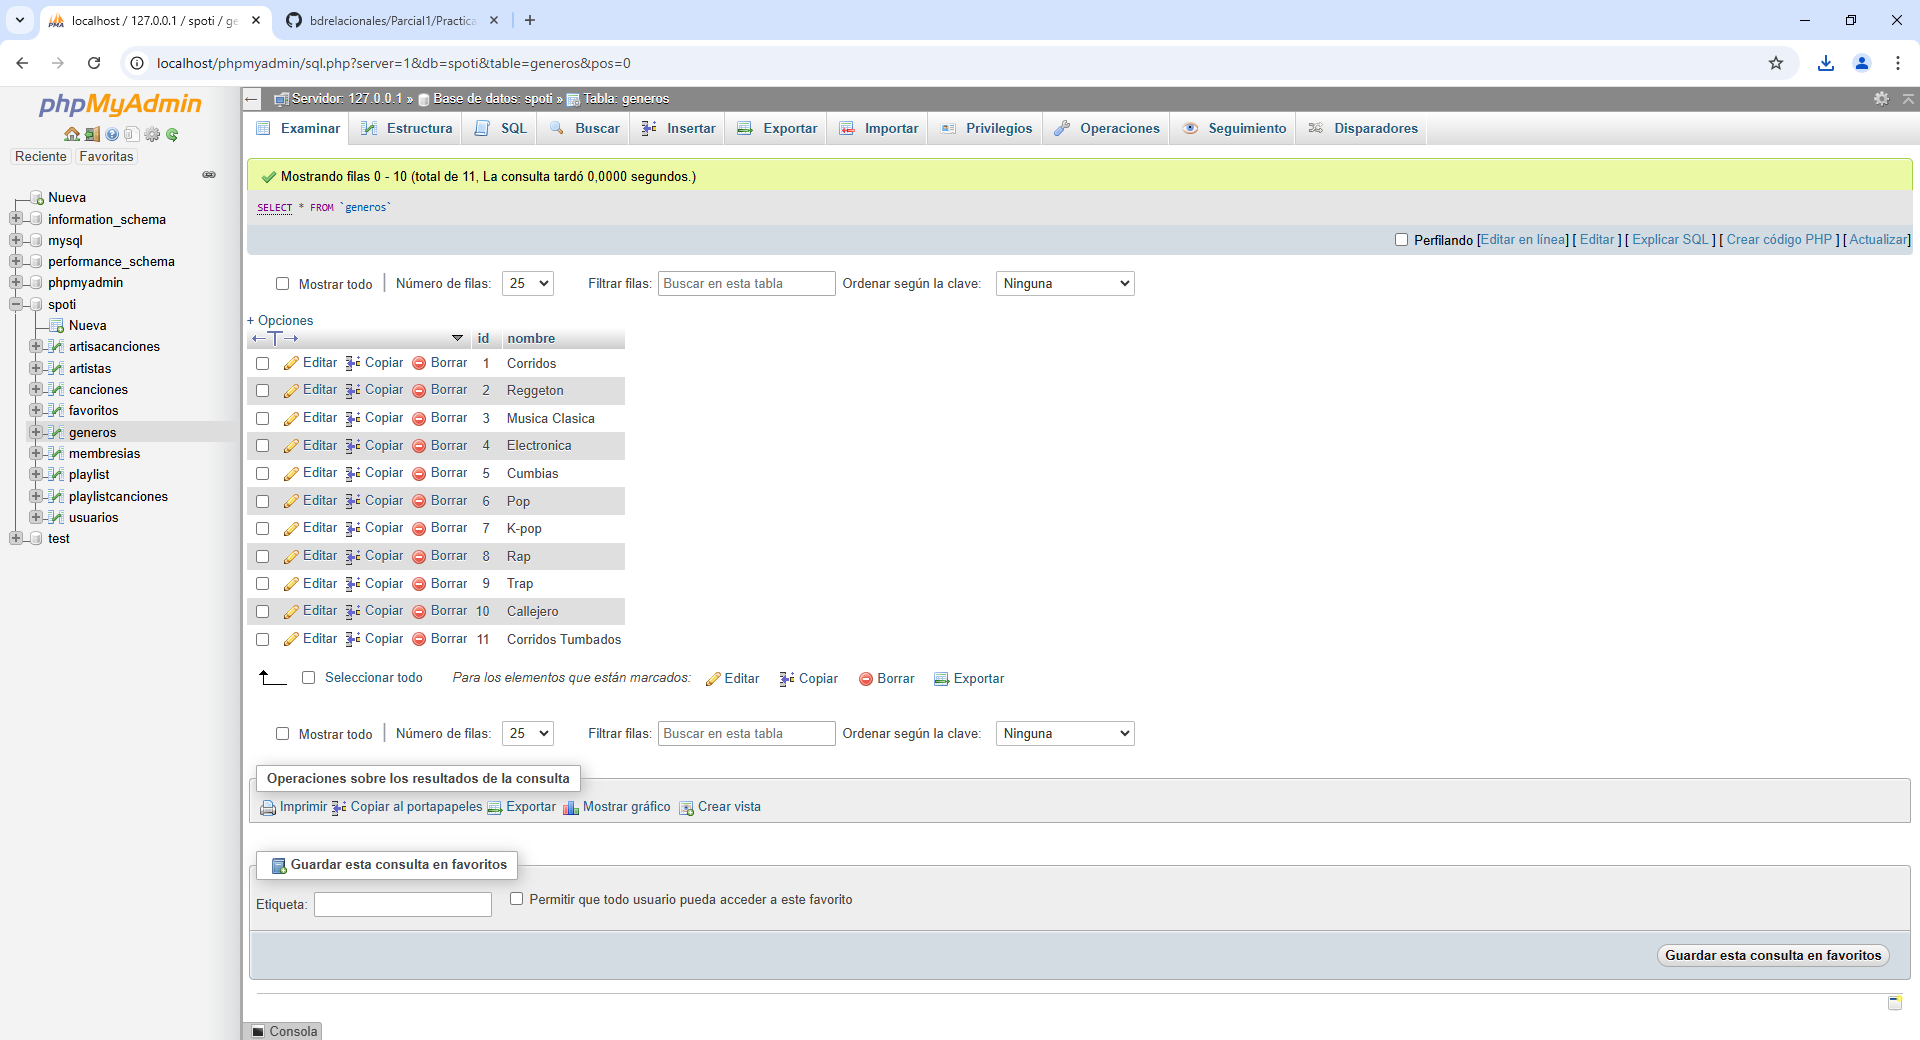 localhost / 127.0.0.1 / spoti / ge
bdrelacionales/Parcial1/Practica
localhost/phpmyadmin/sql.php?server=1&db=spoti&table=generos&pos=0
phpMyAdmin
Reciente Favoritas
Nueva
information_schema
mysql
performance_schema
phpmyadmin
spoti
Nueva
artisacanciones
artistas
canciones
favoritos
generos
membresias
playlist
playlistcanciones
usuarios
test
Servidor: 127.0.0.1 » Base de datos: spoti » Tabla: generos
Examinar Estructura SQL Buscar Insertar Exportar Importar Privilegios Operaciones Seguimiento Disparadores
Mostrando filas 0 - 10 (total de 11, La consulta tardó 0,0000 segundos.)
SELECT * FROM `generos`
Perfilando [Editar en línea] [ Editar ] [ Explicar SQL ] [ Crear código PHP ] [ Actualizar]
Mostrar todo Número de filas: 25 Filtrar filas: Buscar en esta tabla Ordenar según la clave: Ninguna
+ Opciones
←T→ id nombre
Editar Copiar Borrar 1 Corridos
Editar Copiar Borrar 2 Reggeton
Editar Copiar Borrar 3 Musica Clasica
Editar Copiar Borrar 4 Electronica
Editar Copiar Borrar 5 Cumbias
Editar Copiar Borrar 6 Pop
Editar Copiar Borrar 7 K-pop
Editar Copiar Borrar 8 Rap
Editar Copiar Borrar 9 Trap
Editar Copiar Borrar 10 Callejero
Editar Copiar Borrar 11 Corridos Tumbados
Seleccionar todo Para los elementos que están marcados: Editar Copiar Borrar Exportar
Mostrar todo Número de filas: 25 Filtrar filas: Buscar en esta tabla Ordenar según la clave: Ninguna
Operaciones sobre los resultados de la consulta
Imprimir Copiar al portapapeles Exportar Mostrar gráfico Crear vista
Guardar esta consulta en favoritos
Etiqueta: Permitir que todo usuario pueda acceder a este favorito
Guardar esta consulta en favoritos
Consola